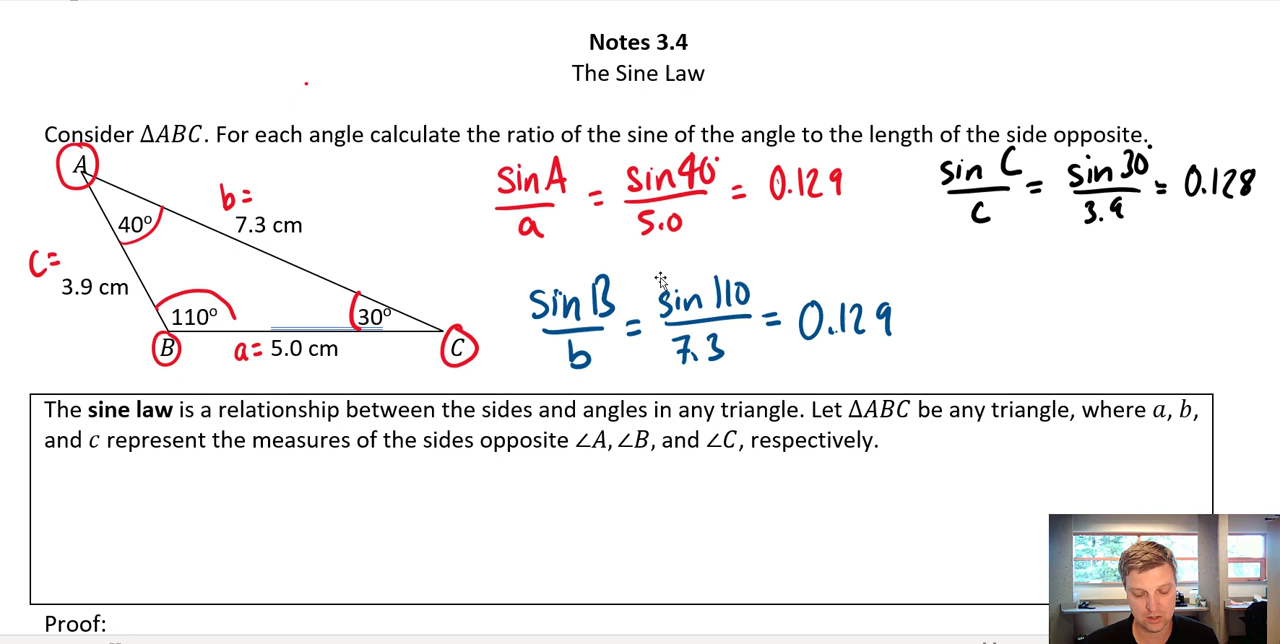 Notes 3.4
The Sine Law
Consider ΔABC. For each angle calculate the ratio of the sine of the angle to the length of the side opposite.
A
b=
7.3 cm
40°
C=
3.9 cm
110°
30°
B
a= 5.0 cm
C
sin A / a = sin 40° / 5.0 = 0.129
sin C / c = sin 30 / 3.9 = 0.128
sin B / b = sin 110 / 7.3 = 0.129
The sine law is a relationship between the sides and angles in any triangle. Let ΔABC be any triangle, where a, b,
and c represent the measures of the sides opposite ∠A, ∠B, and ∠C, respectively.
Proof: